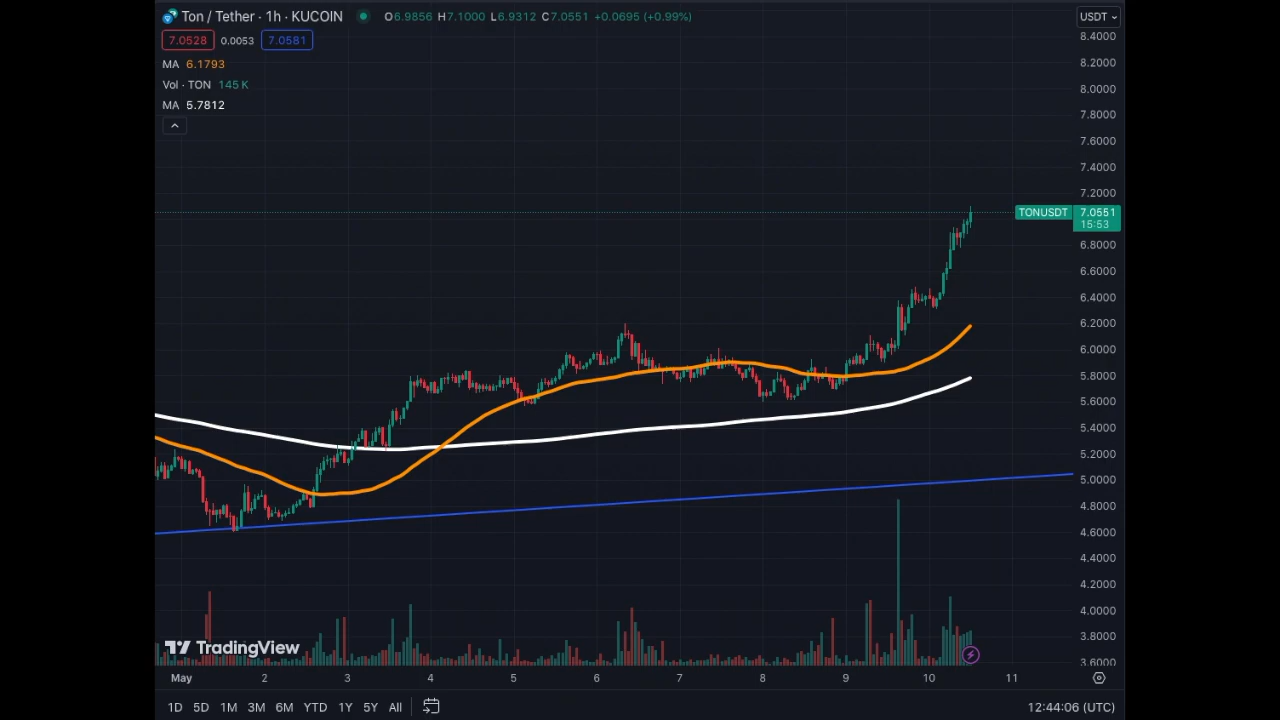 Ton / Tether · 1h · KUCOIN O6.9856 H7.1000 L6.9312 C7.0551 +0.0695 (+0.99%) USDT
7.0528 0.0053 7.0581
MA 6.1793
Vol · TON 145 K
MA 5.7812
8.4000
8.2000
8.0000
7.8000
7.6000
7.4000
7.2000
TONUSDT 7.0551
15:53
6.8000
6.6000
6.4000
6.2000
6.0000
5.8000
5.6000
5.4000
5.2000
5.0000
4.8000
4.6000
4.4000
4.2000
4.0000
3.8000
3.6000
TradingView
May 2 3 4 5 6 7 8 9 10 11
1D 5D 1M 3M 6M YTD 1Y 5Y All 12:44:06 (UTC)